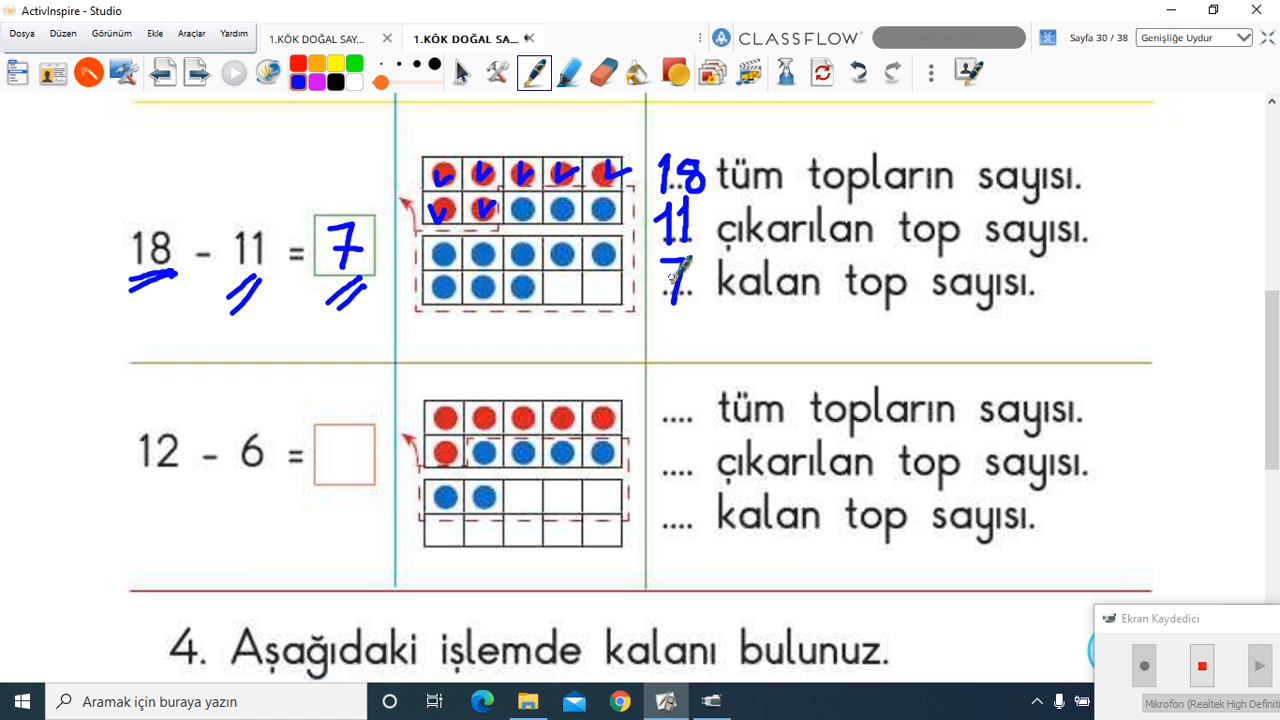 ActivInspire - Studio
Dosya Düzen Görünüm Ekle Araçlar Yardım
1.KÖK DOĞAL SAY... 1.KÖK DOĞAL SA...
CLASSFLOW
Sayfa 30 / 38
Genişliğe Uydur
18 - 11 = 7
18 tüm topların sayısı.
11 çıkarılan top sayısı.
7 kalan top sayısı.
12 - 6 =
.... tüm topların sayısı.
.... çıkarılan top sayısı.
.... kalan top sayısı.
4. Aşağıdaki işlemde kalanı bulunuz.
Ekran Kaydedici
Mikrofon (Realtek High Definiti
Aramak için buraya yazın